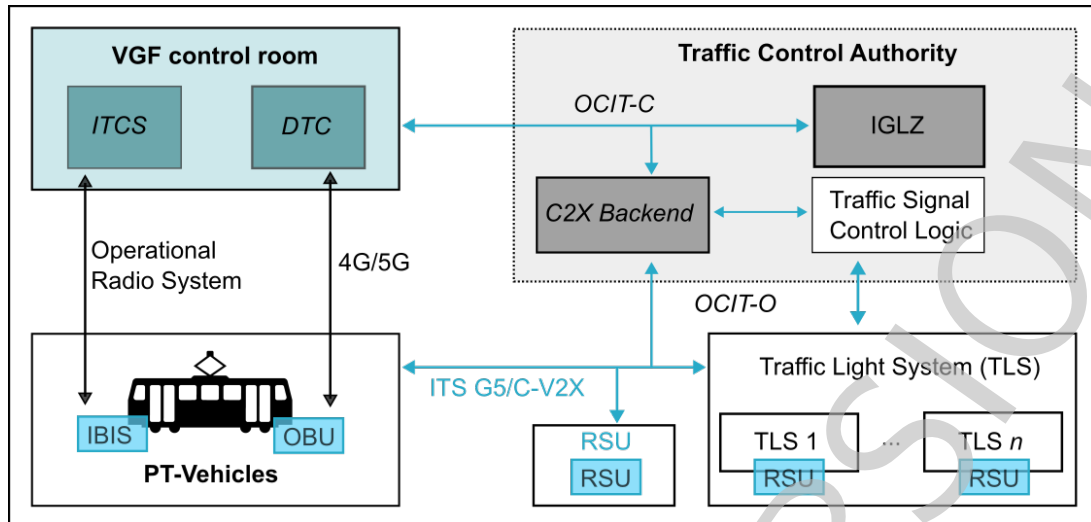 VGF control room
ITCS
DTC
Operational
Radio System
4G/5G
IBIS
OBU
PT-Vehicles
Traffic Control Authority
OCIT-C
IGLZ
C2X Backend
Traffic Signal
Control Logic
OCIT-O
ITS G5/C-V2X
RSU
RSU
Traffic Light System (TLS)
TLS 1
...
TLS n
RSU
RSU